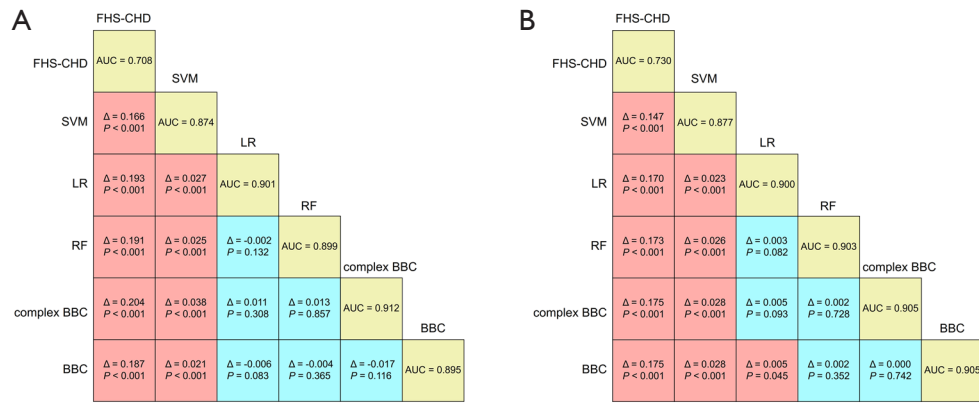 A
FHS-CHD
FHS-CHD
AUC = 0.708
SVM
SVM
Δ = 0.166
P < 0.001
AUC = 0.874
LR
LR
Δ = 0.193
P < 0.001
Δ = 0.027
P < 0.001
AUC = 0.901
RF
RF
Δ = 0.191
P < 0.001
Δ = 0.025
P < 0.001
Δ = -0.002
P = 0.132
AUC = 0.899
complex BBC
complex BBC
Δ = 0.204
P < 0.001
Δ = 0.038
P < 0.001
Δ = 0.011
P = 0.308
Δ = 0.013
P = 0.857
AUC = 0.912
BBC
BBC
Δ = 0.187
P < 0.001
Δ = 0.021
P < 0.001
Δ = -0.006
P = 0.083
Δ = -0.004
P = 0.365
Δ = -0.017
P = 0.116
AUC = 0.895
B
FHS-CHD
FHS-CHD
AUC = 0.730
SVM
SVM
Δ = 0.147
P < 0.001
AUC = 0.877
LR
LR
Δ = 0.170
P < 0.001
Δ = 0.023
P < 0.001
AUC = 0.900
RF
RF
Δ = 0.173
P < 0.001
Δ = 0.026
P < 0.001
Δ = 0.003
P = 0.082
AUC = 0.903
complex BBC
complex BBC
Δ = 0.175
P < 0.001
Δ = 0.028
P < 0.001
Δ = 0.005
P = 0.093
Δ = 0.002
P = 0.728
AUC = 0.905
BBC
BBC
Δ = 0.175
P < 0.001
Δ = 0.028
P < 0.001
Δ = 0.005
P = 0.045
Δ = 0.002
P = 0.352
Δ = 0.000
P = 0.742
AUC = 0.905